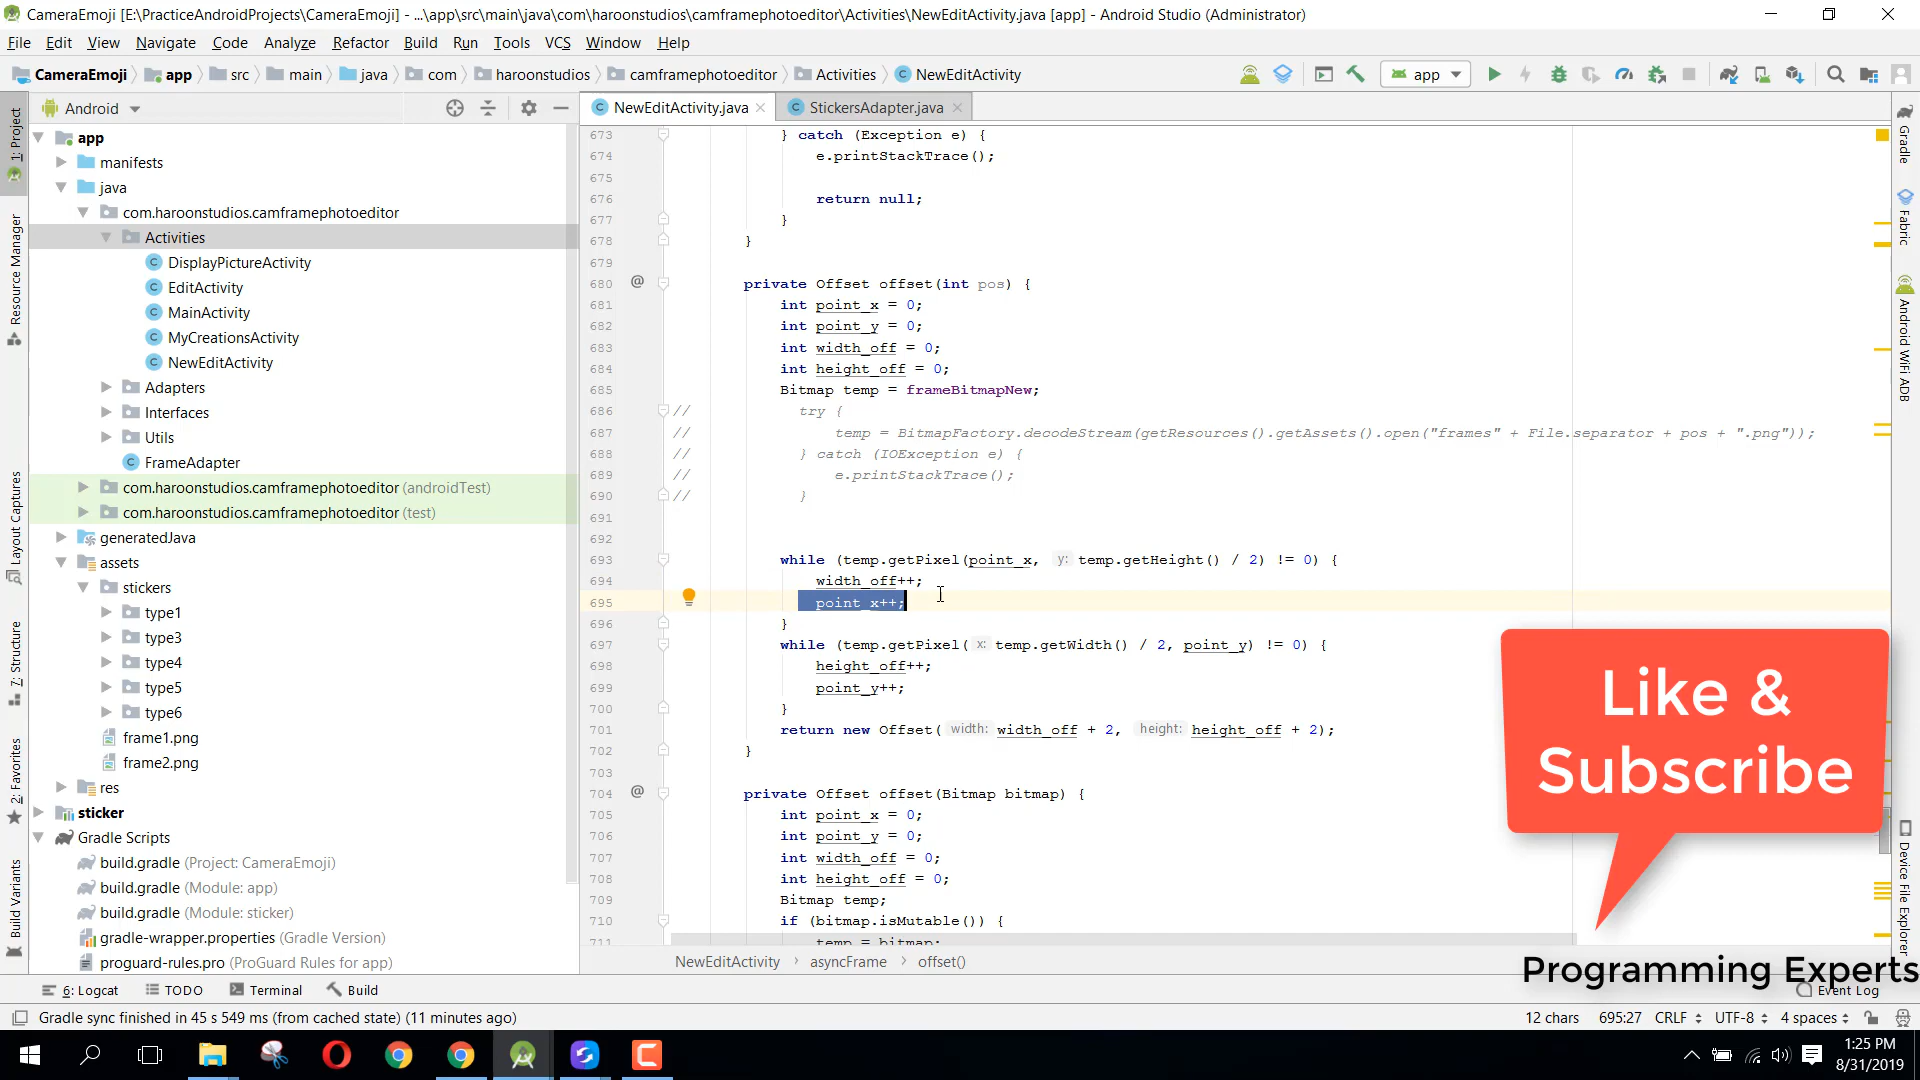 CameraEmoji [E:\PracticeAndroidProjects\CameraEmoji] - ...\app\src\main\java\com\haroonstudios\camframephotoeditor\Activities\NewEditActivity.java [app] - Android Studio (Administrator)
File Edit View Navigate Code Analyze Refactor Build Run Tools VCS Window Help
CameraEmoji app src main java com haroonstudios camframephotoeditor Activities NewEditActivity app
Android
NewEditActivity.java StickersAdapter.java
app
manifests
java
com.haroonstudios.camframephotoeditor
Activities
DisplayPictureActivity
EditActivity
MainActivity
MyCreationsActivity
NewEditActivity
Adapters
Interfaces
Utils
FrameAdapter
com.haroonstudios.camframephotoeditor (androidTest)
com.haroonstudios.camframephotoeditor (test)
generatedJava
assets
stickers
type1
type3
type4
type5
type6
frame1.png
frame2.png
res
sticker
Gradle Scripts
build.gradle (Project: CameraEmoji)
build.gradle (Module: app)
build.gradle (Module: sticker)
gradle-wrapper.properties (Gradle Version)
proguard-rules.pro (ProGuard Rules for app)
1: Project
Resource Manager
Layout Captures
7: Structure
2: Favorites
Build Variants
673 } catch (Exception e) {
674 e.printStackTrace();
675
676 return null;
677 }
678 }
679
680 @ private Offset offset(int pos) {
681 int point_x = 0;
682 int point_y = 0;
683 int width_off = 0;
684 int height_off = 0;
685 Bitmap temp = frameBitmapNew;
686 // try {
687 // temp = BitmapFactory.decodeStream(getResources().getAssets().open("frames" + File.separator + pos + ".png"));
688 // } catch (IOException e) {
689 // e.printStackTrace();
690 // }
691
692
693 while (temp.getPixel(point_x, y: temp.getHeight() / 2) != 0) {
694 width_off++;
695 point_x++;
696 }
697 while (temp.getPixel( x: temp.getWidth() / 2, point_y) != 0) {
698 height_off++;
699 point_y++;
700 }
701 return new Offset( width: width_off + 2, height: height_off + 2);
702 }
703
704 @ private Offset offset(Bitmap bitmap) {
705 int point_x = 0;
706 int point_y = 0;
707 int width_off = 0;
708 int height_off = 0;
709 Bitmap temp;
710 if (bitmap.isMutable()) {
711 temp = bitmap;
NewEditActivity asyncFrame offset()
Gradle
Fabric
Android WiFi ADB
Device File Explorer
Like &
Subscribe
Programming Experts
6: Logcat TODO Terminal Build Event Log
Gradle sync finished in 45 s 549 ms (from cached state) (11 minutes ago) 12 chars 695:27 CRLF UTF-8 4 spaces
1:25 PM
8/31/2019